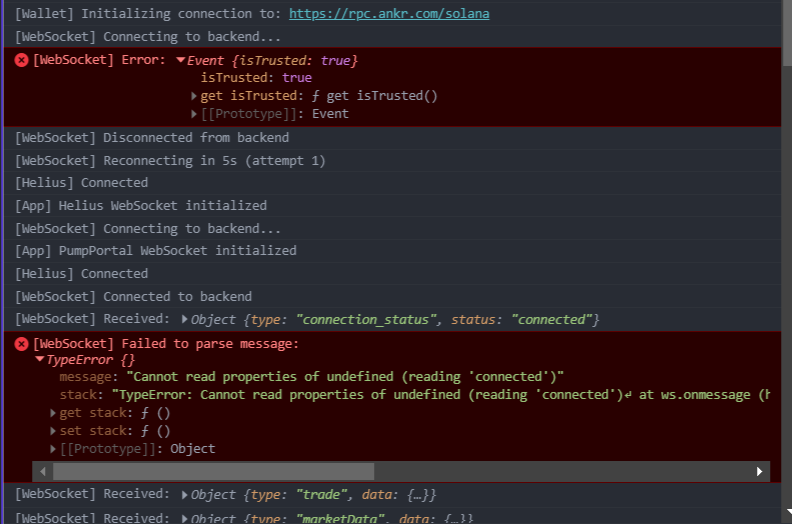 [Wallet] Initializing connection to: https://rpc.ankr.com/solana
[WebSocket] Connecting to backend...
[WebSocket] Error: ▼Event {isTrusted: true}
isTrusted: true
▶get isTrusted: ƒ get isTrusted()
▶[[Prototype]]: Event
[WebSocket] Disconnected from backend
[WebSocket] Reconnecting in 5s (attempt 1)
[Helius] Connected
[App] Helius WebSocket initialized
[WebSocket] Connecting to backend...
[App] PumpPortal WebSocket initialized
[Helius] Connected
[WebSocket] Connected to backend
[WebSocket] Received: ▶Object {type: "connection_status", status: "connected"}
[WebSocket] Failed to parse message:
▼TypeError {}
message: "Cannot read properties of undefined (reading 'connected')"
stack: "TypeError: Cannot read properties of undefined (reading 'connected')↵ at ws.onmessage (h
▶get stack: ƒ ()
▶set stack: ƒ ()
▶[[Prototype]]: Object
[WebSocket] Received: ▶Object {type: "trade", data: {…}}
[WebSocket] Received: ▶Object {type: "marketData", data: {…}}